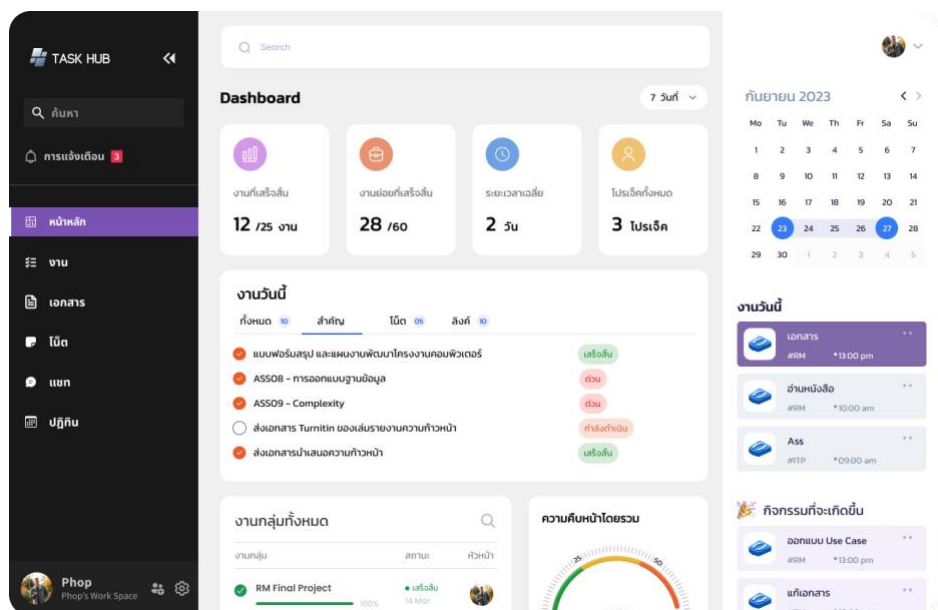 TASK HUB
ค้นหา
การแจ้งเตือน 3
หน้าหลัก
งาน
เอกสาร
โน๊ต
แชท
ปฏิทิน
Phop
Phop's Work Space
Search
Dashboard
7 วันที่
งานที่เสร็จสิ้น
12 /25 งาน
งานย่อยที่เสร็จสิ้น
28 /60
ระยะเวลาเฉลี่ย
2 วัน
โปรเจ็คทั้งหมด
3 โปรเจ็ค
งานวันนี้
ทั้งหมด 10 สำคัญ โน๊ต 05 ลิงค์ 10
แบบฟอร์มสรุป และแผนงานพัฒนาโครงงานคอมพิวเตอร์ เสร็จสิ้น
ASS08 - การออกแบบฐานข้อมูล ด่วน
ASS09 - Complexity ด่วน
ส่งเอกสาร Turnitin ของเล่มรายงานความก้าวหน้า กำลังดำเนิน
ส่งเอกสารนำเสนอความก้าวหน้า เสร็จสิ้น
งานกลุ่มทั้งหมด
งานกลุ่ม สถานะ หัวหน้า
RM Final Project เสร็จสิ้น
100% 14 Mar
ความคืบหน้าโดยรวม
25 50
กันยายน 2023
Mo Tu We Th Fr Sa Su
1 2 3 4 5 6 7
8 9 10 11 12 13 14
15 16 17 18 19 20 21
22 23 24 25 26 27 28
29 30 1 2 3 4 5
งานวันนี้
เอกสาร
#RM *13:00 pm
อ่านหนังสือ
#RM *10:00 am
Ass
#ITP *09:00 am
กิจกรรมที่จะเกิดขึ้น
ออกแบบ Use Case
#RM *13:00 pm
แก้เอกสาร